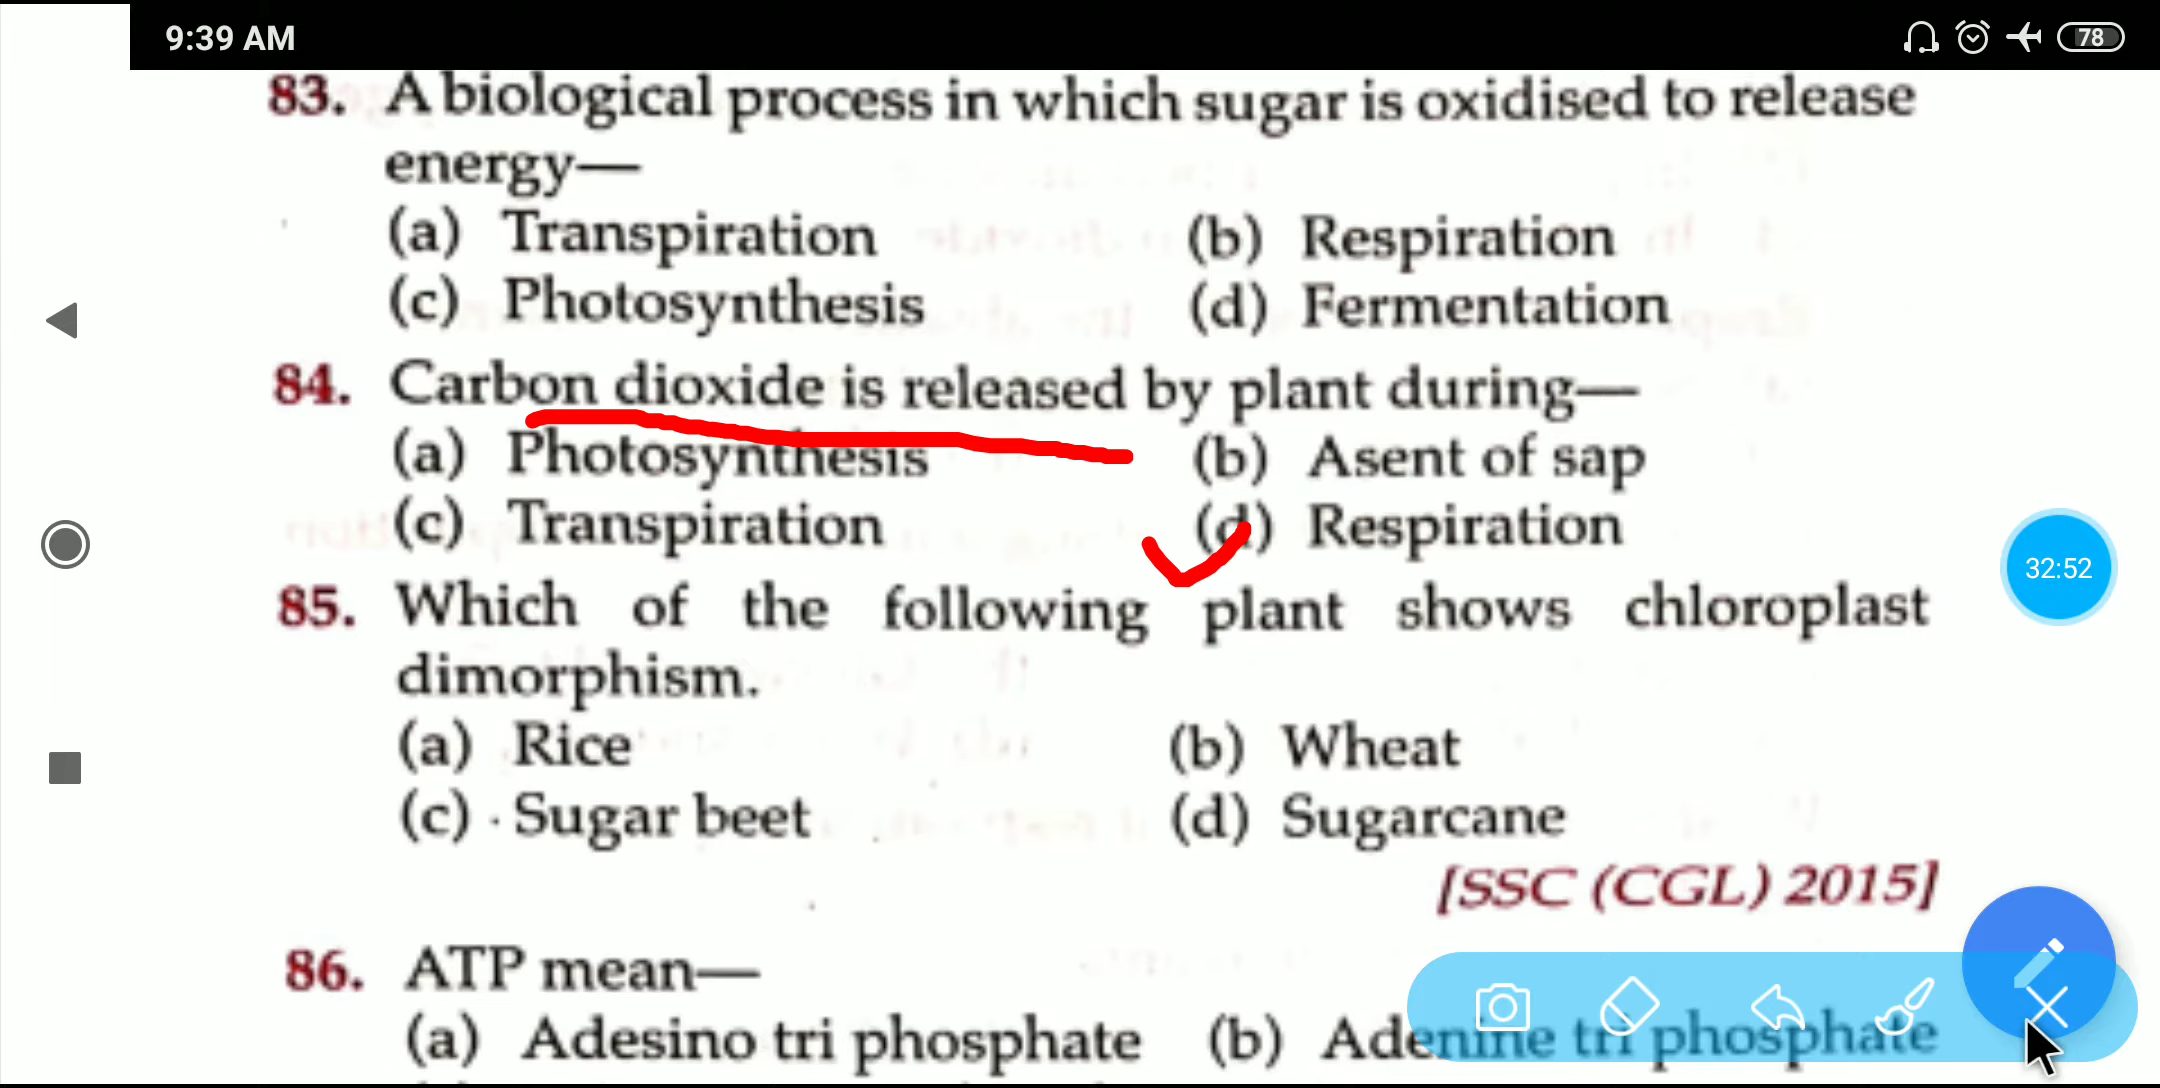 9:39 AM
78
83. A biological process in which sugar is oxidised to release
energy—
(a) Transpiration (b) Respiration
(c) Photosynthesis (d) Fermentation
84. Carbon dioxide is released by plant during—
(a) Photosynthesis (b) Asent of sap
(c) Transpiration (d) Respiration
32:52
85. Which of the following plant shows chloroplast
dimorphism.
(a) Rice (b) Wheat
(c) Sugar beet (d) Sugarcane
[SSC (CGL) 2015]
86. ATP mean—
(a) Adesino tri phosphate (b) Adenine tri phosphate